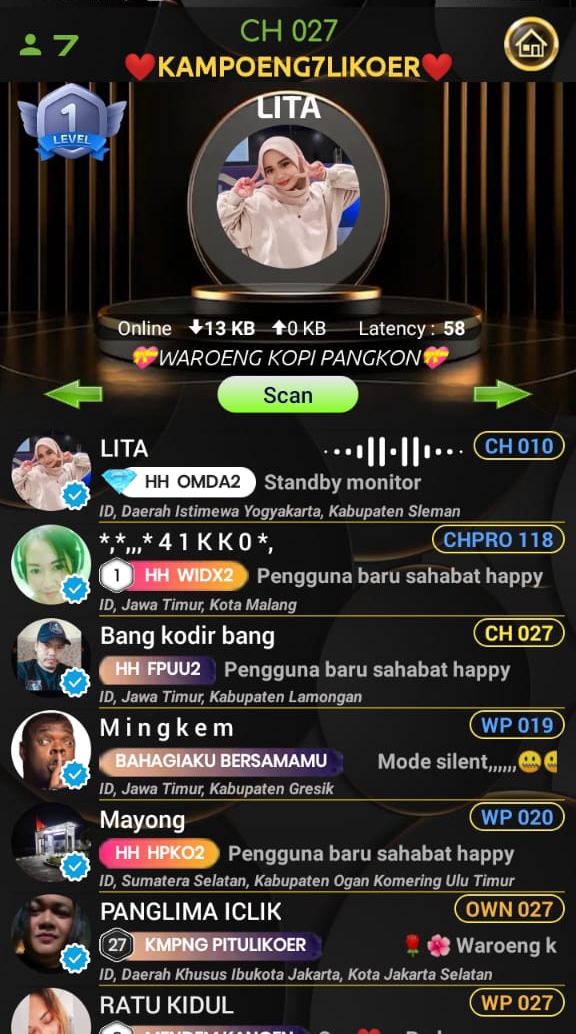 7
CH 027
❤️KAMPOENG7LIKOER❤️
1
LEVEL
LITA
Online 13 KB 0 KB Latency : 58
💝WAROENG KOPI PANGKON💝
Scan
LITA CH 010
HH OMDA2 Standby monitor
ID, Daerah Istimewa Yogyakarta, Kabupaten Sleman
*,*,,,* 4 1 K K 0 *, CHPRO 118
1 HH WIDX2 Pengguna baru sahabat happy
ID, Jawa Timur, Kota Malang
Bang kodir bang CH 027
HH FPUU2 Pengguna baru sahabat happy
ID, Jawa Timur, Kabupaten Lamongan
M i n g k e m WP 019
BAHAGIAKU BERSAMAMU Mode silent,,,,,,🤐🤐
ID, Jawa Timur, Kabupaten Gresik
Mayong WP 020
HH HPKO2 Pengguna baru sahabat happy
ID, Sumatera Selatan, Kabupaten Ogan Komering Ulu Timur
PANGLIMA ICLIK OWN 027
27 KMPNG PITULIKOER 🌹🌸 Waroeng k
ID, Daerah Khusus Ibukota Jakarta, Kota Jakarta Selatan
RATU KIDUL WP 027